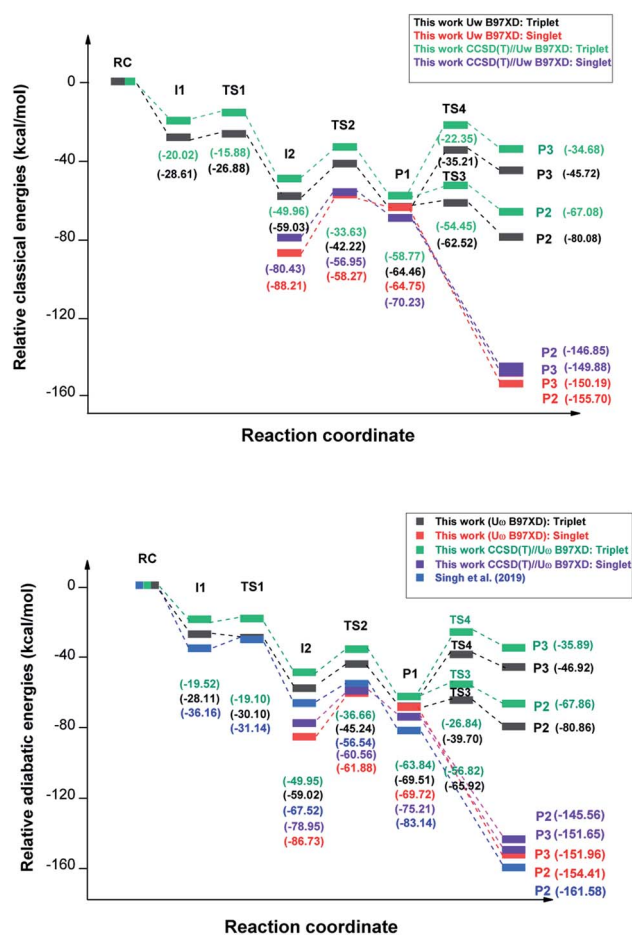 This work Uw B97XD: Triplet
This work Uw B97XD: Singlet
This work CCSD(T)//Uw B97XD: Triplet
This work CCSD(T)//Uw B97XD: Singlet
Relative classical energies (kcal/mol)
0
-40
-80
-120
-160
RC
I1
(-20.02)
(-28.61)
TS1
(-15.88)
(-26.88)
I2
(-49.96)
(-59.03)
(-80.43)
(-88.21)
TS2
(-33.63)
(-42.22)
(-56.95)
(-58.27)
P1
(-58.77)
(-64.46)
(-64.75)
(-70.23)
TS4
(-22.35)
(-35.21)
TS3
(-54.45)
(-62.52)
P3 (-34.68)
P3 (-45.72)
P2 (-67.08)
P2 (-80.08)
P2 (-146.85)
P3 (-149.88)
P3 (-150.19)
P2 (-155.70)
Reaction coordinate
This work (Uω B97XD): Triplet
This work (Uω B97XD): Singlet
This work CCSD(T)//Uω B97XD: Triplet
This work CCSD(T)//Uω B97XD: Singlet
Singh et al. (2019)
Relative adiabatic energies (kcal/mol)
0
-40
-80
-120
-160
RC
I1
(-19.52)
(-28.11)
(-36.16)
TS1
(-19.10)
(-30.10)
(-31.14)
I2
(-49.95)
(-59.02)
(-67.52)
(-78.95)
(-86.73)
TS2
(-36.66)
(-45.24)
(-56.54)
(-60.56)
(-61.88)
P1
(-63.84)
(-69.51)
(-69.72)
(-75.21)
(-83.14)
TS4
TS4
TS3
TS3
(-26.84)
(-39.70)
(-56.82)
(-65.92)
P3 (-35.89)
P3 (-46.92)
P2 (-67.86)
P2 (-80.86)
P2 (-145.56)
P3 (-151.65)
P3 (-151.96)
P2 (-154.41)
P2 (-161.58)
Reaction coordinate